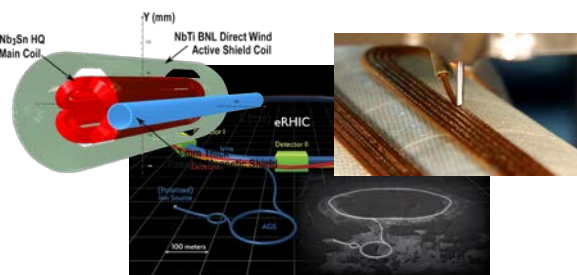 Y (mm)
Nb₃Sn HQ
Main Coil
NbTi BNL Direct Wind
Active Shield Coil
eRHIC
Detector II
(Polarized)
Ion Source
AGS
100 meters